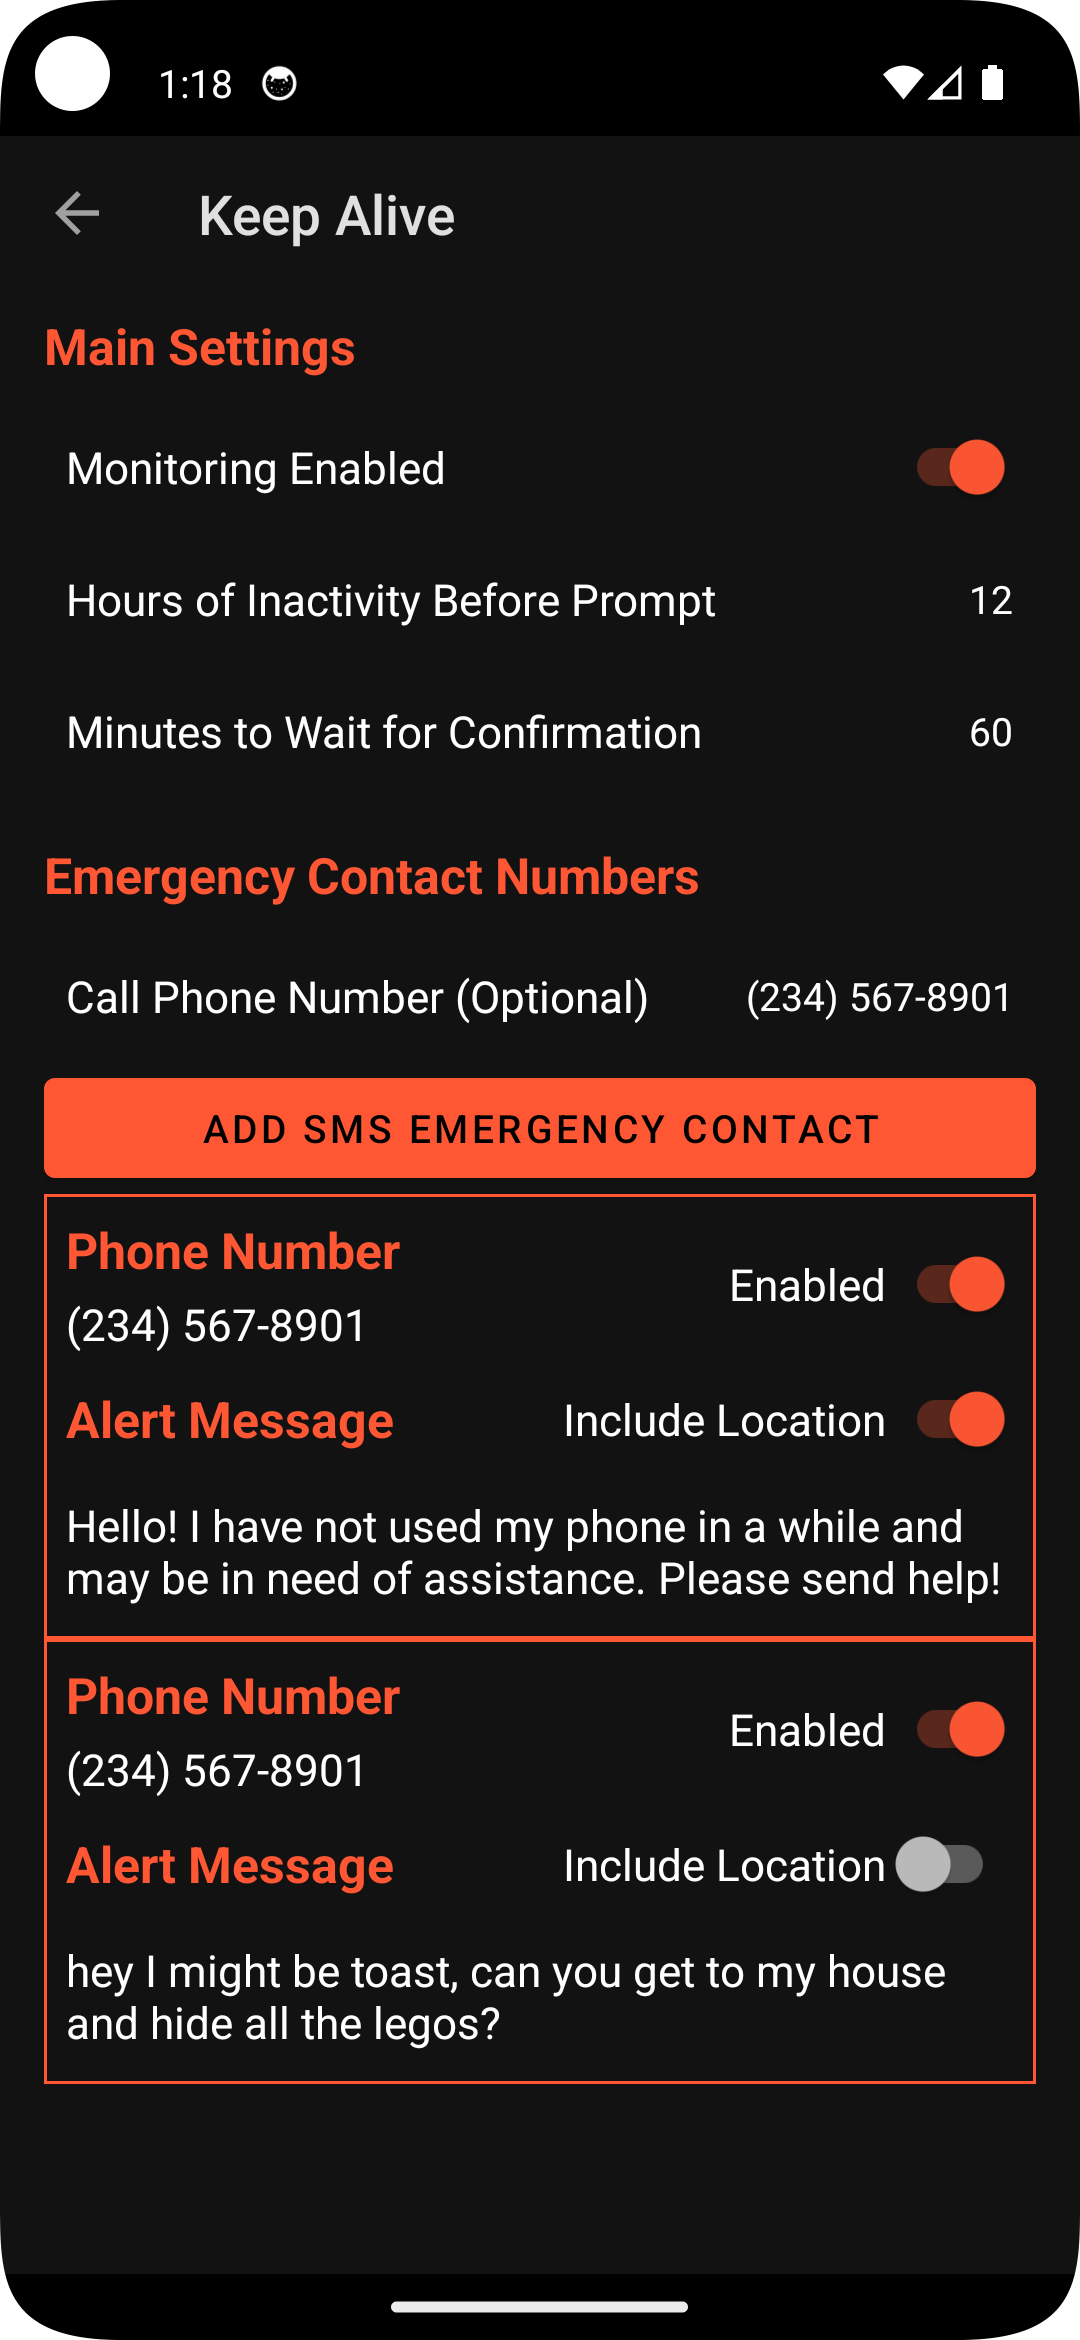 1:18
Keep Alive
Main Settings
Monitoring Enabled
Hours of Inactivity Before Prompt 12
Minutes to Wait for Confirmation 60
Emergency Contact Numbers
Call Phone Number (Optional) (234) 567-8901
ADD SMS EMERGENCY CONTACT
Phone Number
Enabled
(234) 567-8901
Alert Message Include Location
Hello! I have not used my phone in a while and
may be in need of assistance. Please send help!
Phone Number
Enabled
(234) 567-8901
Alert Message Include Location
hey I might be toast, can you get to my house
and hide all the legos?